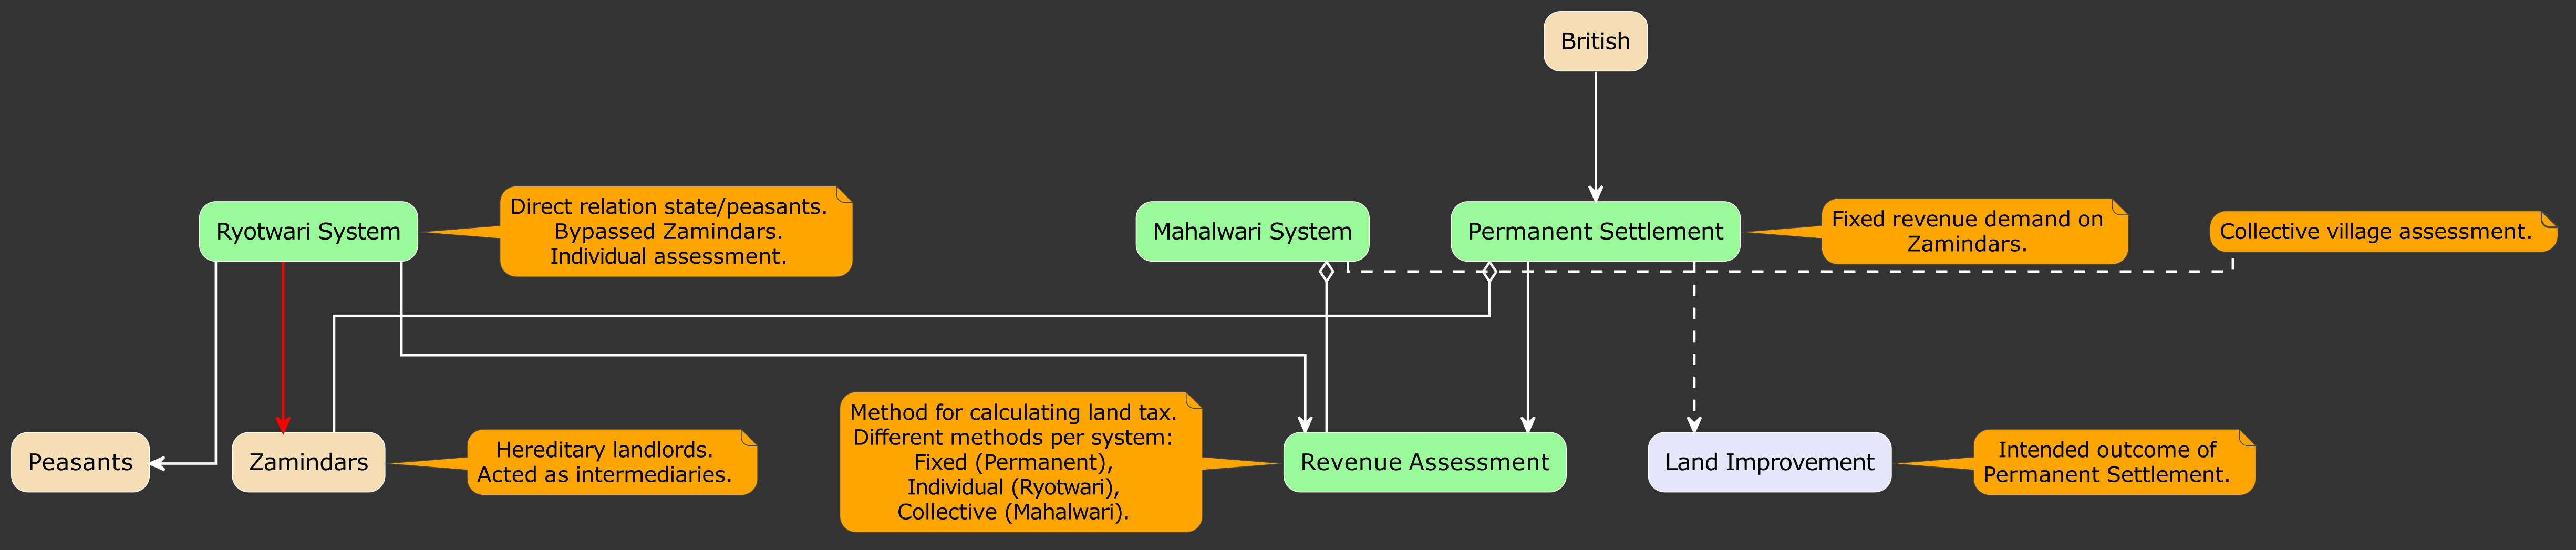 British
Ryotwari System
Direct relation state/peasants.
Bypassed Zamindars.
Individual assessment.
Mahalwari System
Permanent Settlement
Fixed revenue demand on
Zamindars.
Collective village assessment.
Peasants
Zamindars
Hereditary landlords.
Acted as intermediaries.
Method for calculating land tax.
Different methods per system:
Fixed (Permanent),
Individual (Ryotwari),
Collective (Mahalwari).
Revenue Assessment
Land Improvement
Intended outcome of
Permanent Settlement.